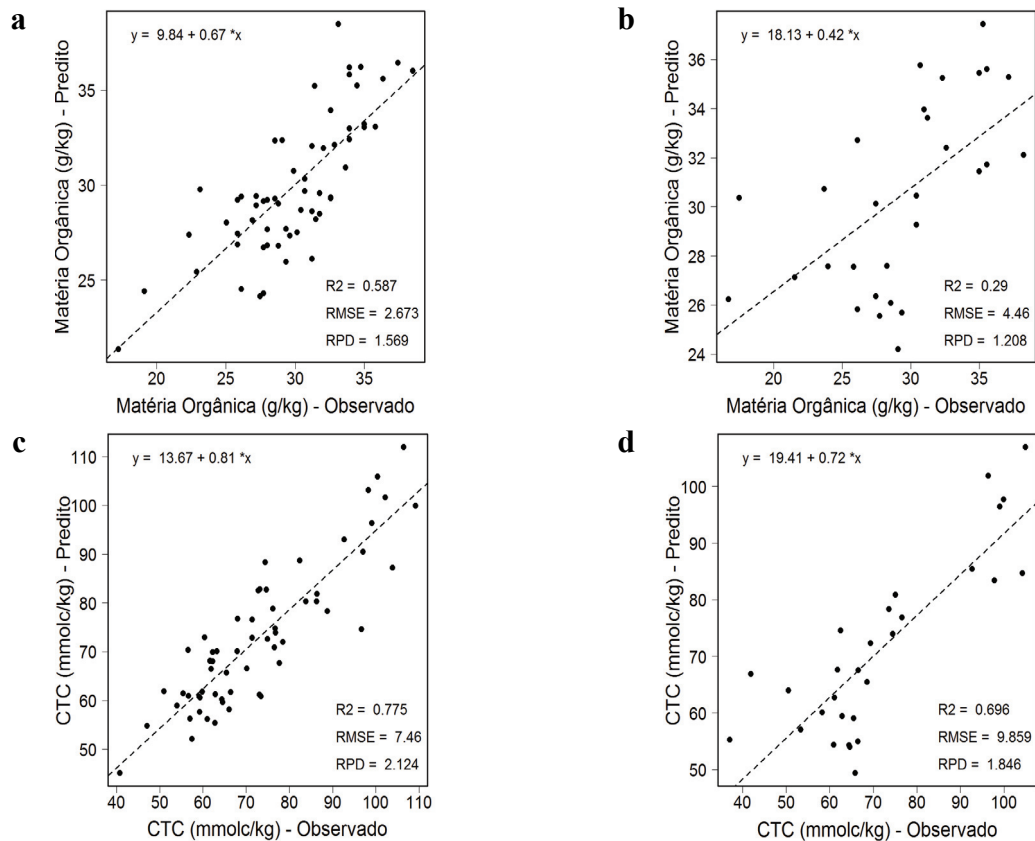 a
y = 9.84 + 0.67 *x
Matéria Orgânica (g/kg) - Predito
35
30
25
R2 = 0.587
RMSE = 2.673
RPD = 1.569
20 25 30 35
Matéria Orgânica (g/kg) - Observado
b
y = 18.13 + 0.42 *x
Matéria Orgânica (g/kg) - Predito
36
34
32
30
28
26
24
R2 = 0.29
RMSE = 4.46
RPD = 1.208
20 25 30 35
Matéria Orgânica (g/kg) - Observado
c
y = 13.67 + 0.81 *x
CTC (mmolc/kg) - Predito
110
100
90
80
70
60
50
R2 = 0.775
RMSE = 7.46
RPD = 2.124
40 50 60 70 80 90 100 110
CTC (mmolc/kg) - Observado
d
y = 19.41 + 0.72 *x
CTC (mmolc/kg) - Predito
100
90
80
70
60
50
R2 = 0.696
RMSE = 9.859
RPD = 1.846
40 50 60 70 80 90 100
CTC (mmolc/kg) - Observado